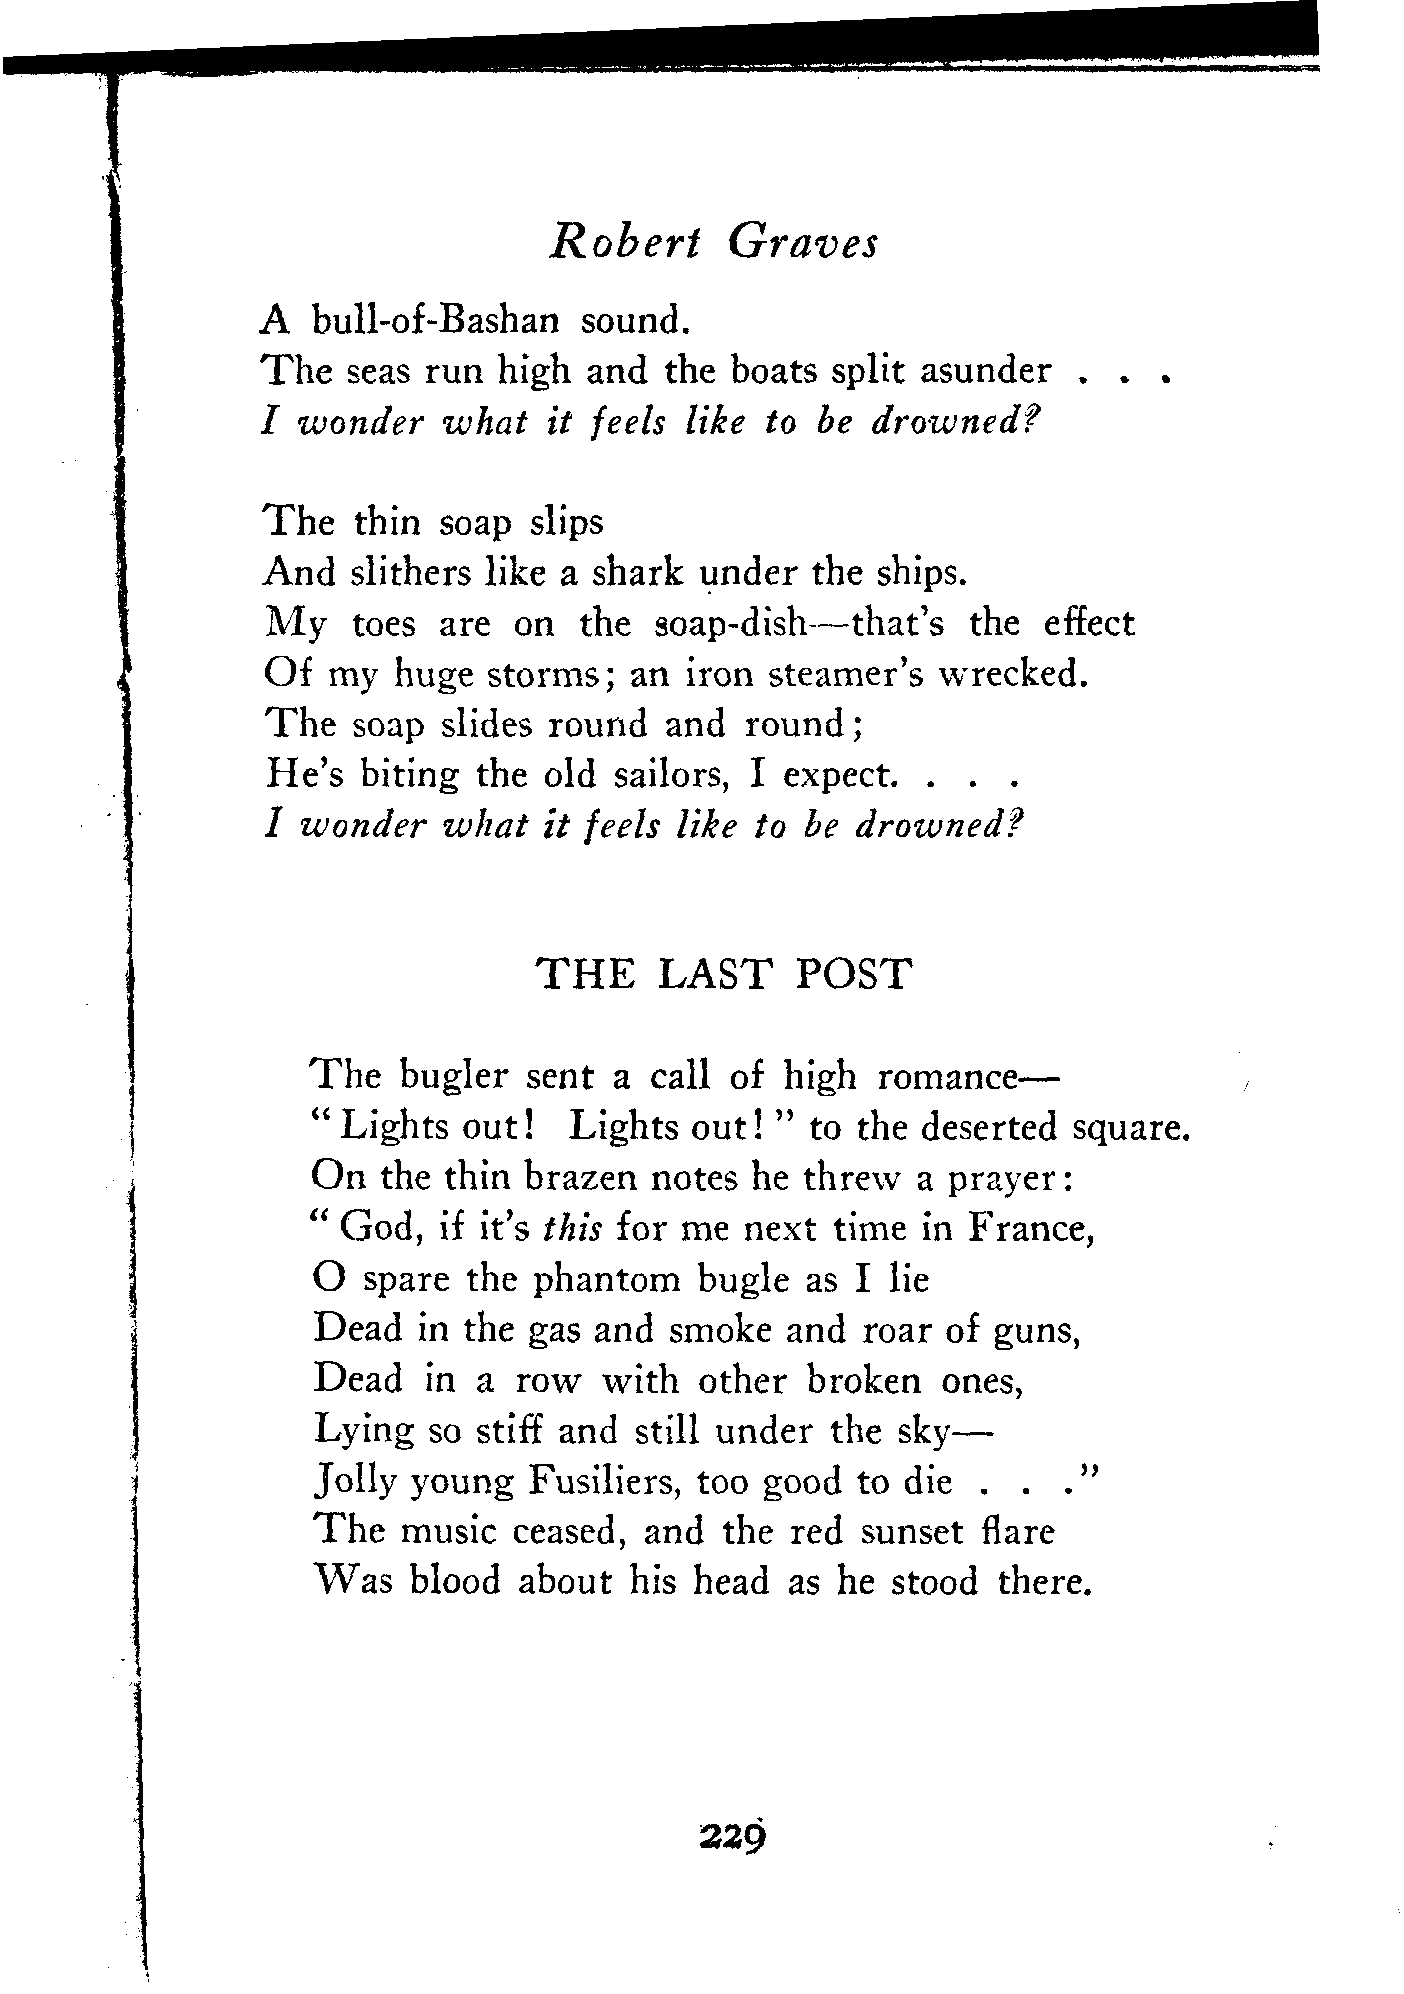 Robert Graves
A bull-of-Bashan sound.
The seas run high and the boats split asunder . . .
I wonder what it feels like to be drowned?
The thin soap slips
And slithers like a shark under the ships.
My toes are on the soap-dish—that's the effect
Of my huge storms; an iron steamer's wrecked.
The soap slides round and round;
He's biting the old sailors, I expect. . . .
I wonder what it feels like to be drowned?
THE LAST POST
The bugler sent a call of high romance—
“Lights out! Lights out!” to the deserted square.
On the thin brazen notes he threw a prayer:
“God, if it's this for me next time in France,
O spare the phantom bugle as I lie
Dead in the gas and smoke and roar of guns,
Dead in a row with other broken ones,
Lying so stiff and still under the sky—
Jolly young Fusiliers, too good to die . . .”
The music ceased, and the red sunset flare
Was blood about his head as he stood there.
229